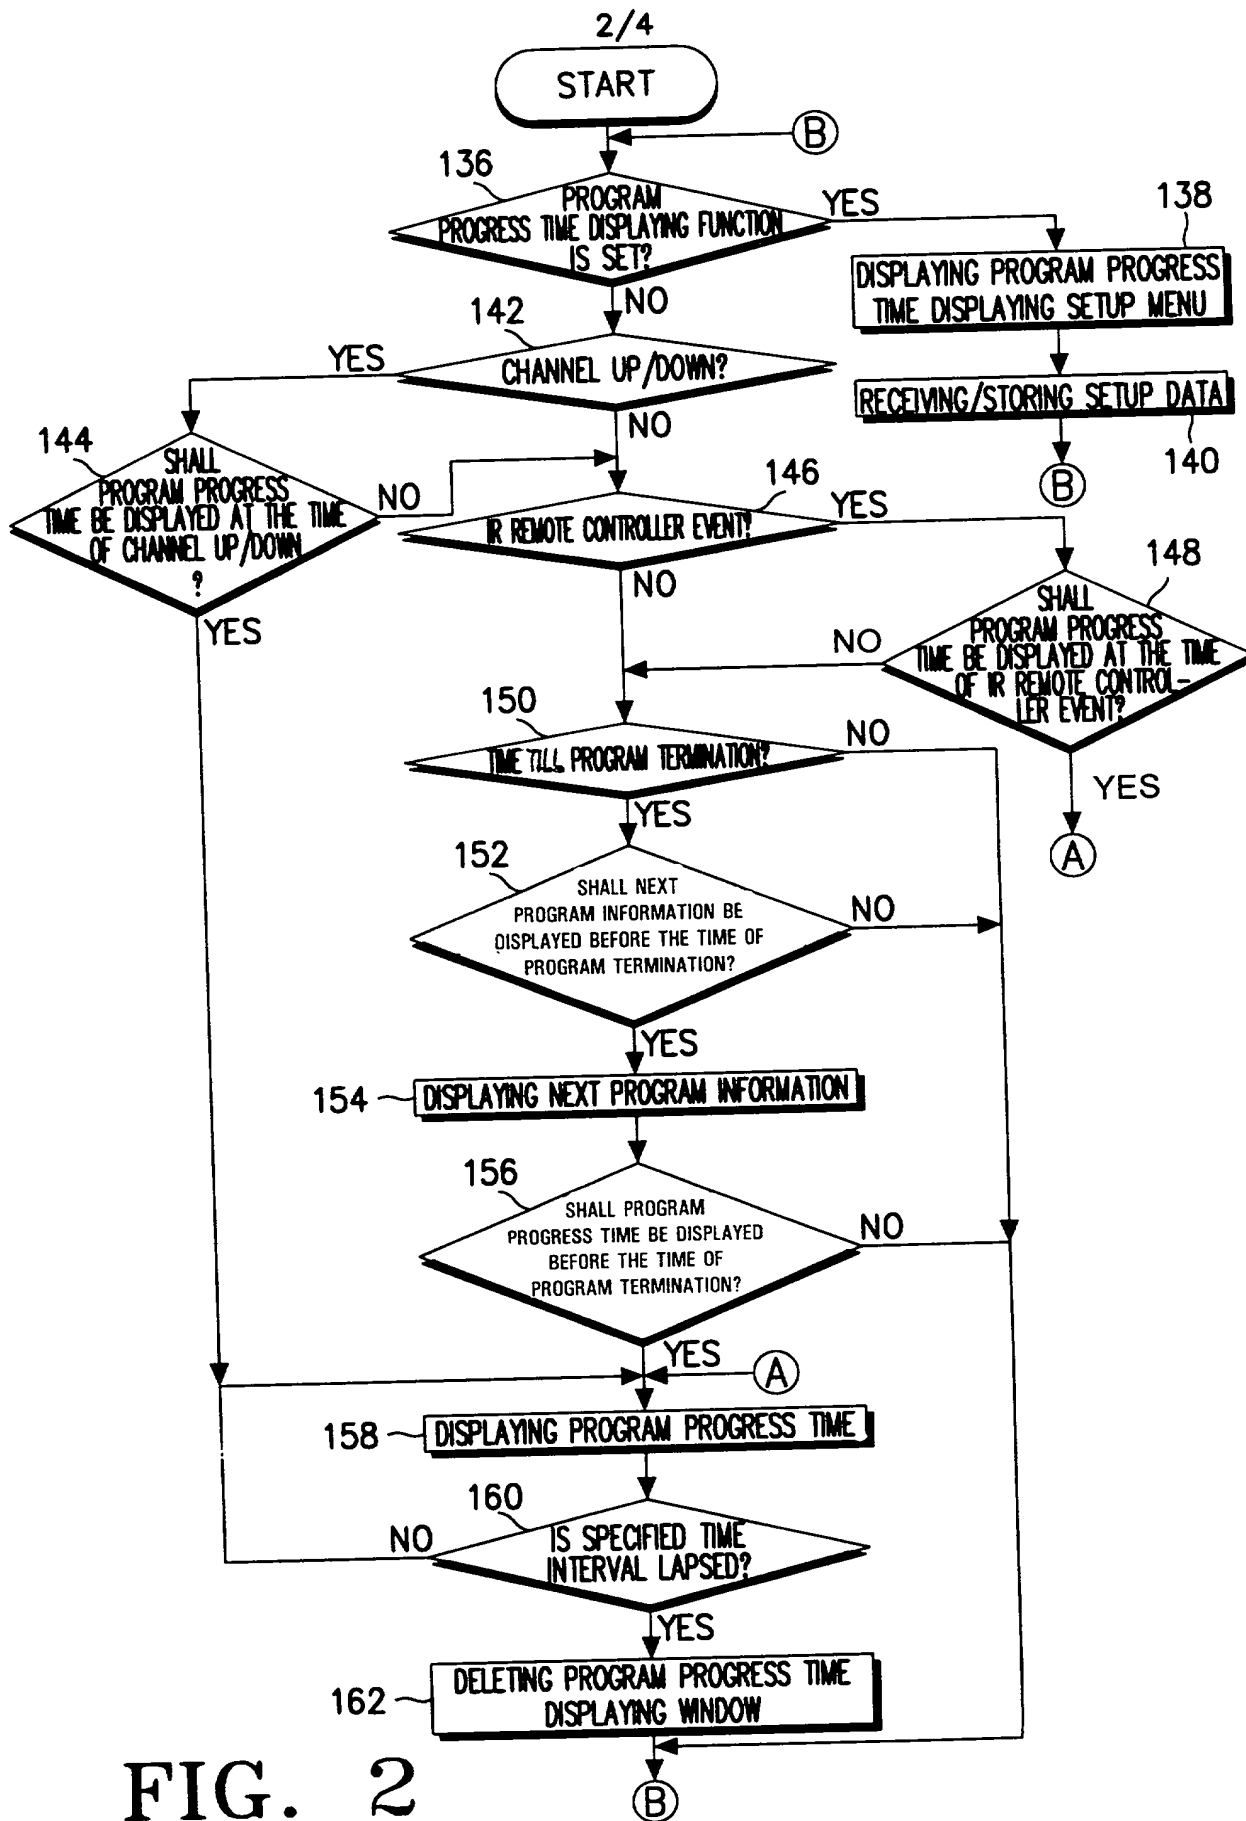 2/4
START
B
136
PROGRAM
PROGRESS TIME DISPLAYING FUNCTION
IS SET?
YES
138
DISPLAYING PROGRAM PROGRESS
TIME DISPLAYING SETUP MENU
NO
142
YES
CHANNEL UP/DOWN?
RECEIVING/STORING SETUP DATA
140
B
NO
144
SHALL
PROGRAM PROGRESS
TIME BE DISPLAYED AT THE TIME
OF CHANNEL UP/DOWN
?
NO
YES
146
IR REMOTE CONTROLLER EVENT?
YES
NO
148
SHALL
PROGRAM PROGRESS
TIME BE DISPLAYED AT THE TIME
OF IR REMOTE CONTROL-
LER EVENT?
NO
YES
A
150
TIME TILL PROGRAM TERMINATION?
NO
YES
152
SHALL NEXT
PROGRAM INFORMATION BE
DISPLAYED BEFORE THE TIME OF
PROGRAM TERMINATION?
NO
YES
154
DISPLAYING NEXT PROGRAM INFORMATION
156
SHALL PROGRAM
PROGRESS TIME BE DISPLAYED
BEFORE THE TIME OF
PROGRAM TERMINATION?
NO
YES
A
158
DISPLAYING PROGRAM PROGRESS TIME
160
IS SPECIFIED TIME
INTERVAL LAPSED?
NO
YES
162
DELETING PROGRAM PROGRESS TIME
DISPLAYING WINDOW
B
FIG. 2